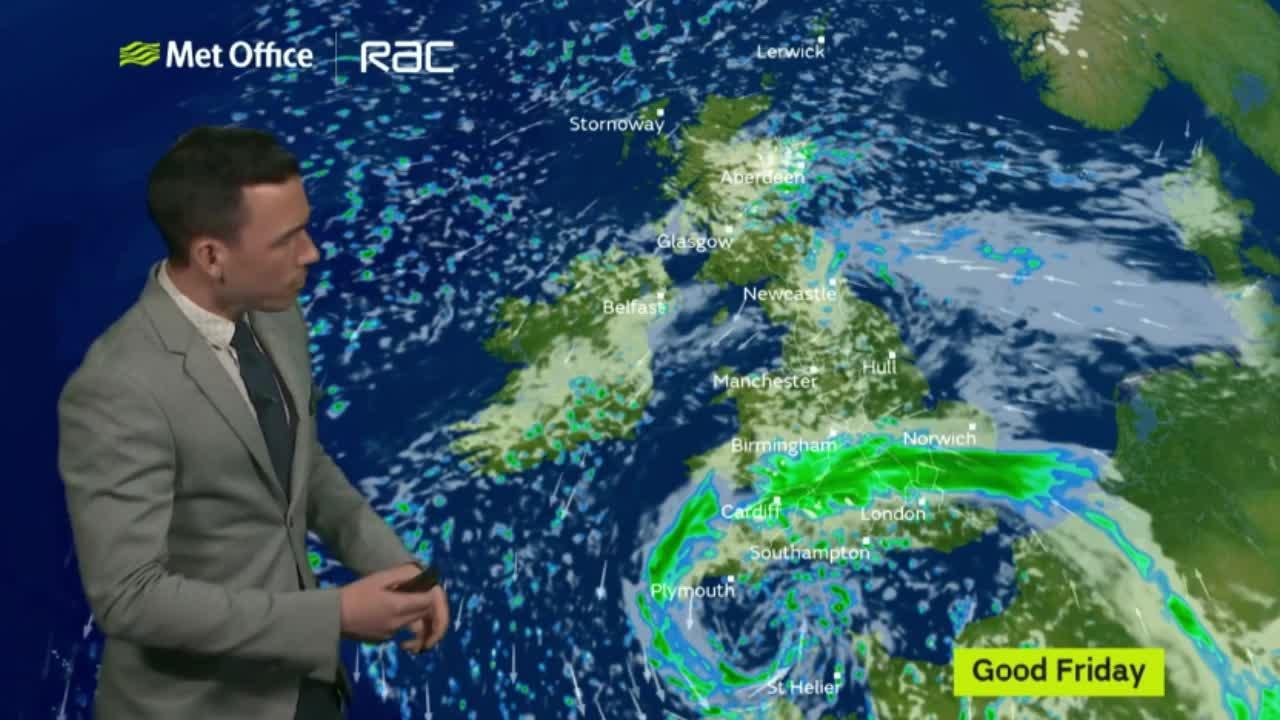 Met Office RAC
Lerwick
Stornoway
Aberdeen
Glasgow
Newcastle
Belfast
Hull
Manchester
Norwich
Birmingham
Cardiff
London
Southampton
Plymouth
St Helier
Good Friday